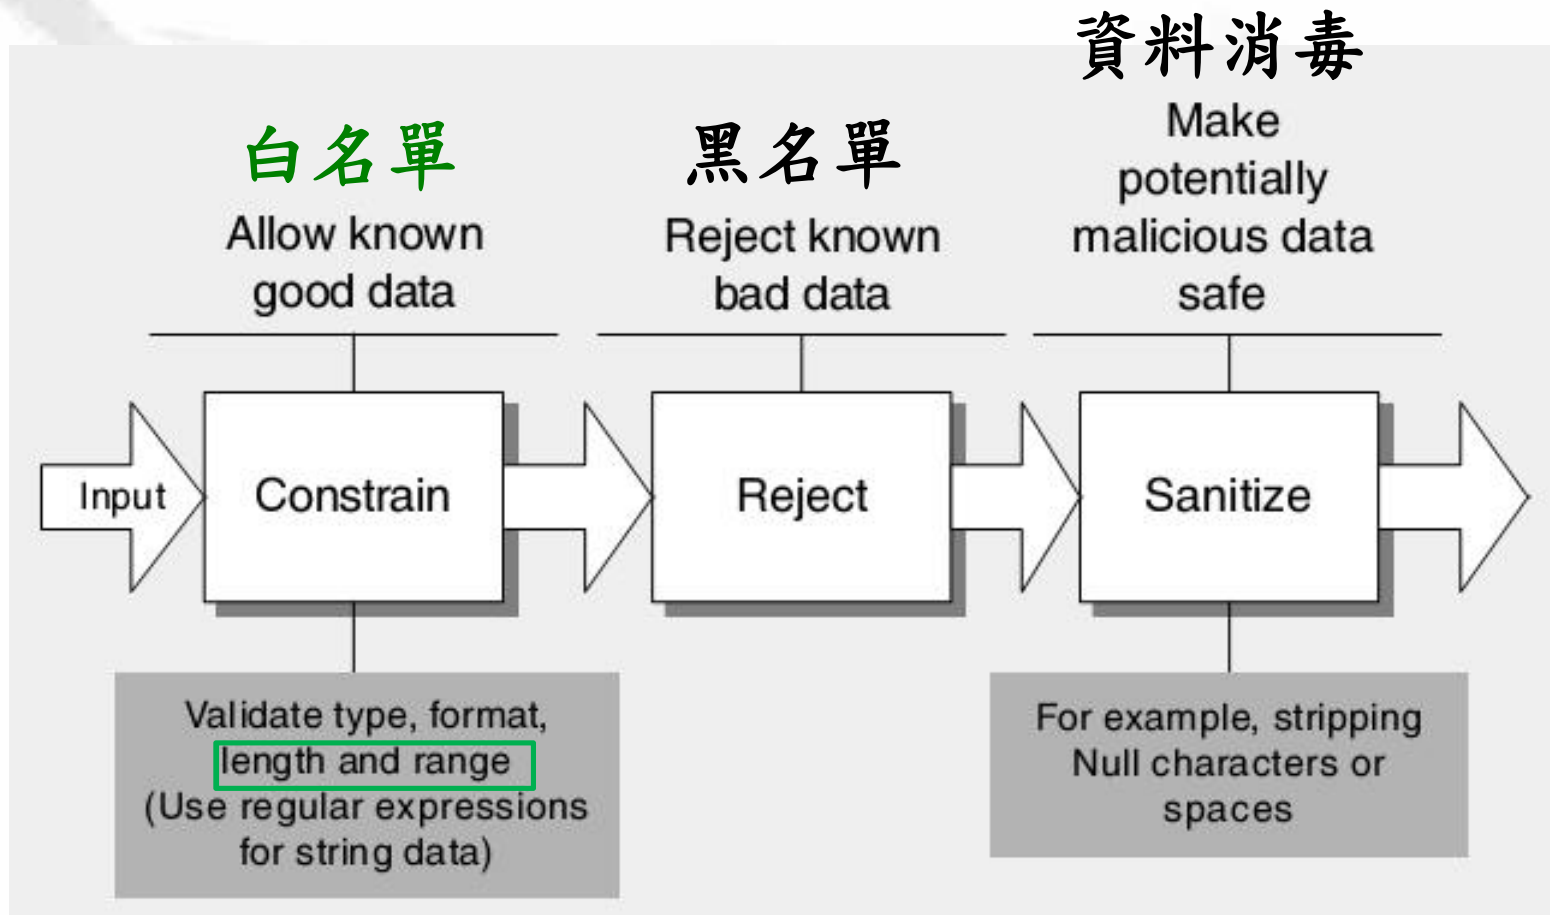 白名單
Allow known
good data
黑名單
Reject known
bad data
資料消毒
Make
potentially
malicious data
safe
Input
Constrain
Reject
Sanitize
Validate type, format,
length and range
(Use regular expressions
for string data)
For example, stripping
Null characters or
spaces